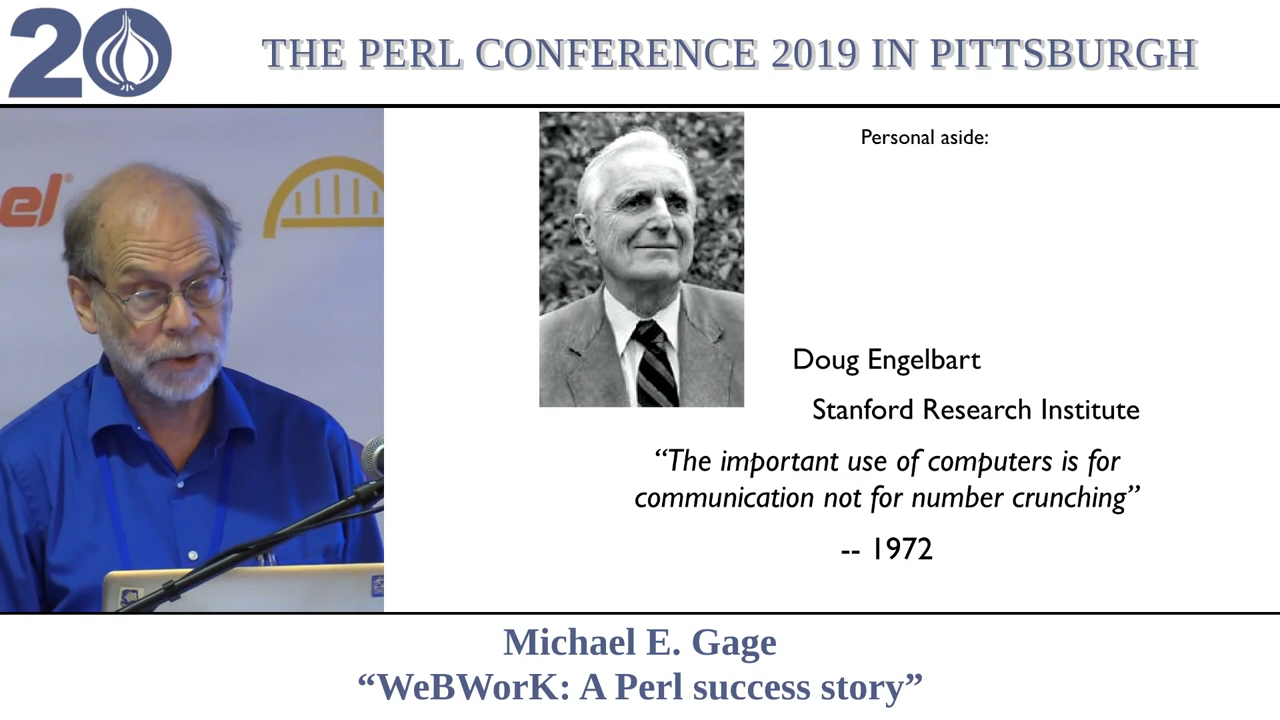 20
THE PERL CONFERENCE 2019 IN PITTSBURGH
el®
Personal aside:
Doug Engelbart
Stanford Research Institute
“The important use of computers is for
communication not for number crunching”
-- 1972
Michael E. Gage
“WeBWorK: A Perl success story”